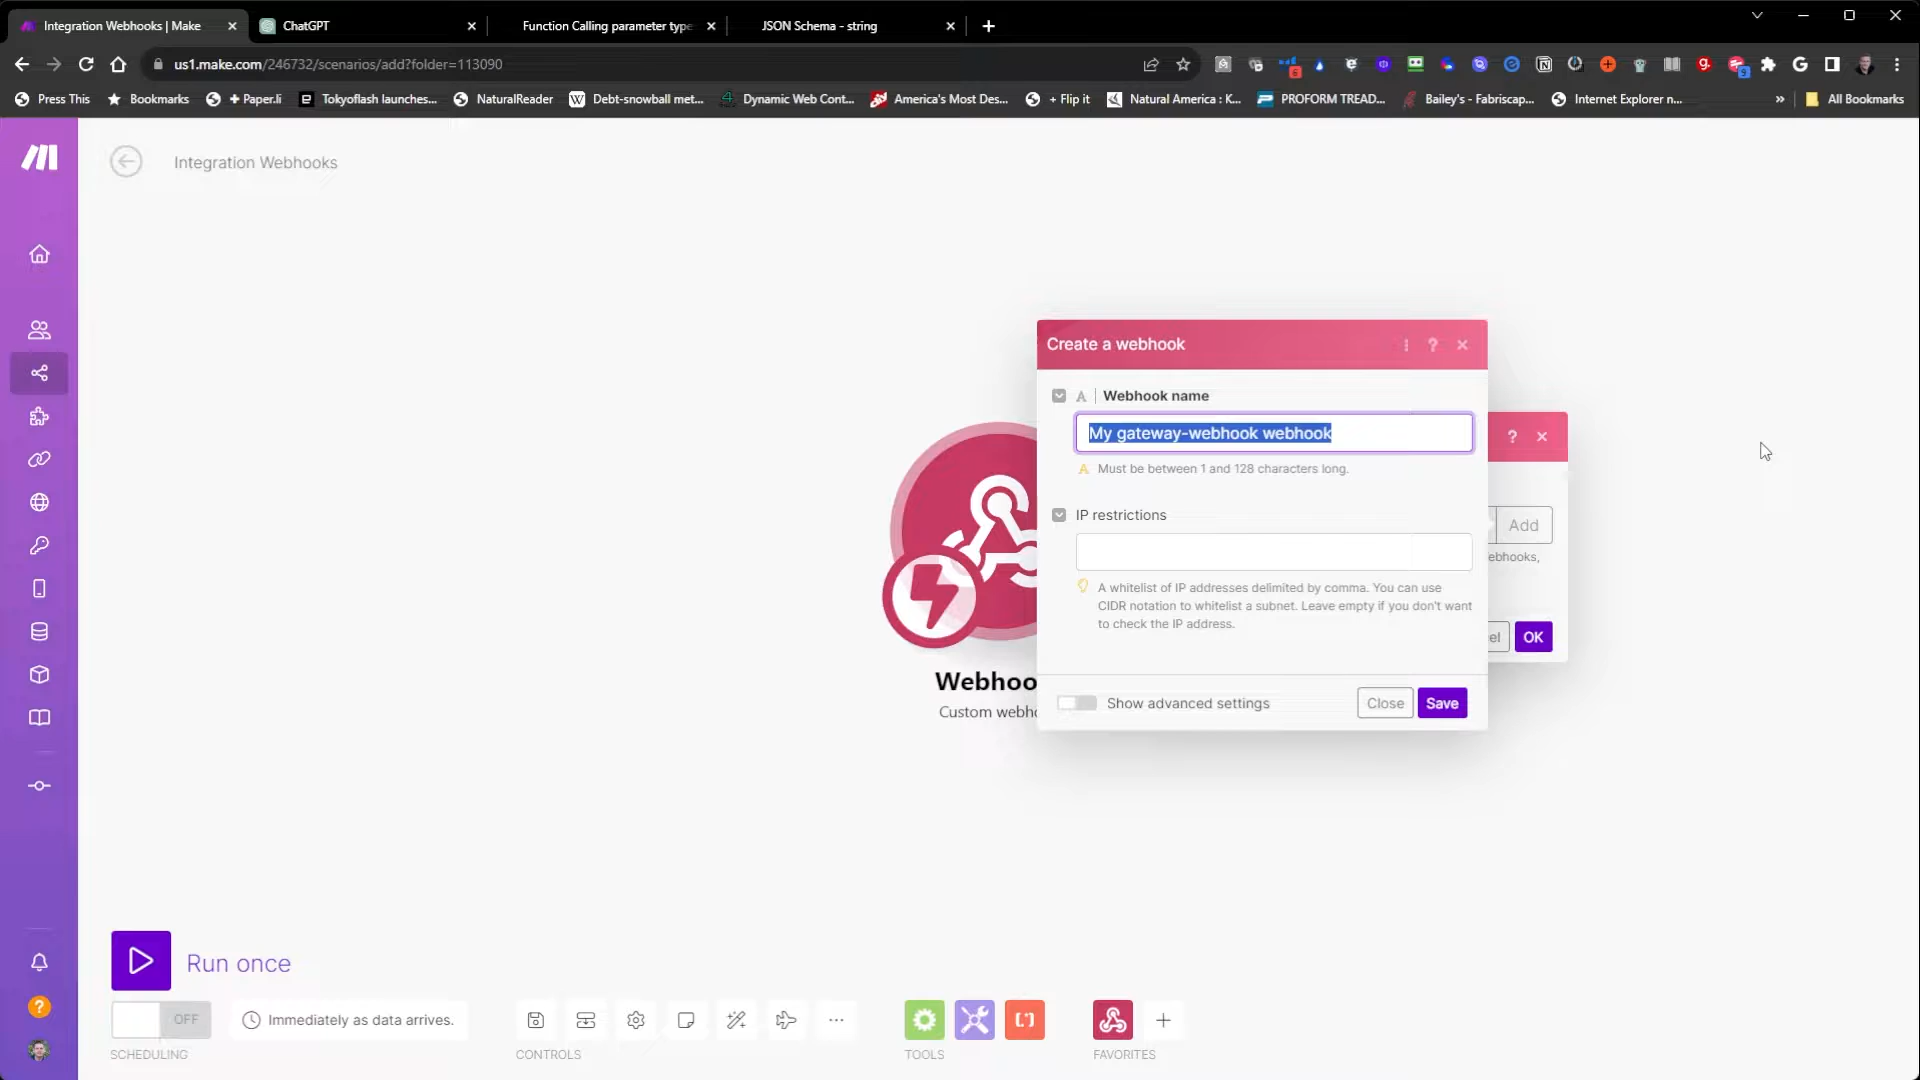 Integration Webhooks | Make
ChatGPT
Function Calling parameter type
JSON Schema - string
us1.make.com/246732/scenarios/add?folder=113090
Press This
Bookmarks
+ Paper.li
Tokyoflash launches...
NaturalReader
Debt-snowball met...
Dynamic Web Cont...
America's Most Des...
+ Flip it
Natural America : K...
PROFORM TREAD...
Bailey's - Fabriscap...
Internet Explorer n...
»
All Bookmarks
Integration Webhooks
Create a webhook
?
A | Webhook name
My gateway-webhook webhook
A Must be between 1 and 128 characters long.
IP restrictions
A whitelist of IP addresses delimited by comma. You can use
CIDR notation to whitelist a subnet. Leave empty if you don't want
to check the IP address.
Show advanced settings
Close
Save
?
Add
ebhooks,
el
OK
Webhoo
Custom webho
Run once
OFF
Immediately as data arrives.
SCHEDULING
CONTROLS
TOOLS
FAVORITES
?